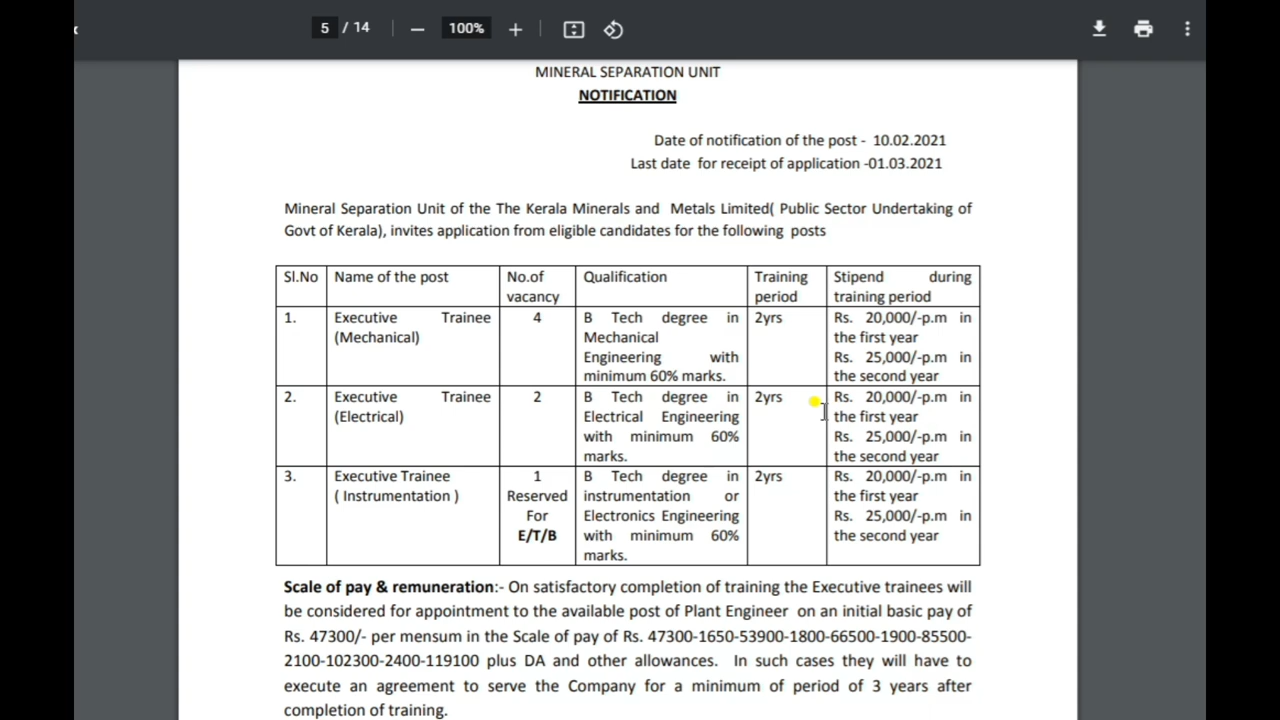 5 / 14
100%
MINERAL SEPARATION UNIT
NOTIFICATION
Date of notification of the post - 10.02.2021
Last date for receipt of application -01.03.2021
Mineral Separation Unit of the The Kerala Minerals and Metals Limited( Public Sector Undertaking of
Govt of Kerala), invites application from eligible candidates for the following posts
Sl.No Name of the post No.of vacancy Qualification Training period Stipend during training period
1. Executive Trainee (Mechanical) 4 B Tech degree in Mechanical Engineering with minimum 60% marks. 2yrs Rs. 20,000/-p.m in the first year Rs. 25,000/-p.m in the second year
2. Executive Trainee (Electrical) 2 B Tech degree in Electrical Engineering with minimum 60% marks. 2yrs Rs. 20,000/-p.m in the first year Rs. 25,000/-p.m in the second year
3. Executive Trainee ( Instrumentation ) 1 Reserved For E/T/B B Tech degree in instrumentation or Electronics Engineering with minimum 60% marks. 2yrs Rs. 20,000/-p.m in the first year Rs. 25,000/-p.m in the second year
Scale of pay & remuneration:- On satisfactory completion of training the Executive trainees will
be considered for appointment to the available post of Plant Engineer on an initial basic pay of
Rs. 47300/- per mensum in the Scale of pay of Rs. 47300-1650-53900-1800-66500-1900-85500-
2100-102300-2400-119100 plus DA and other allowances. In such cases they will have to
execute an agreement to serve the Company for a minimum of period of 3 years after
completion of training.